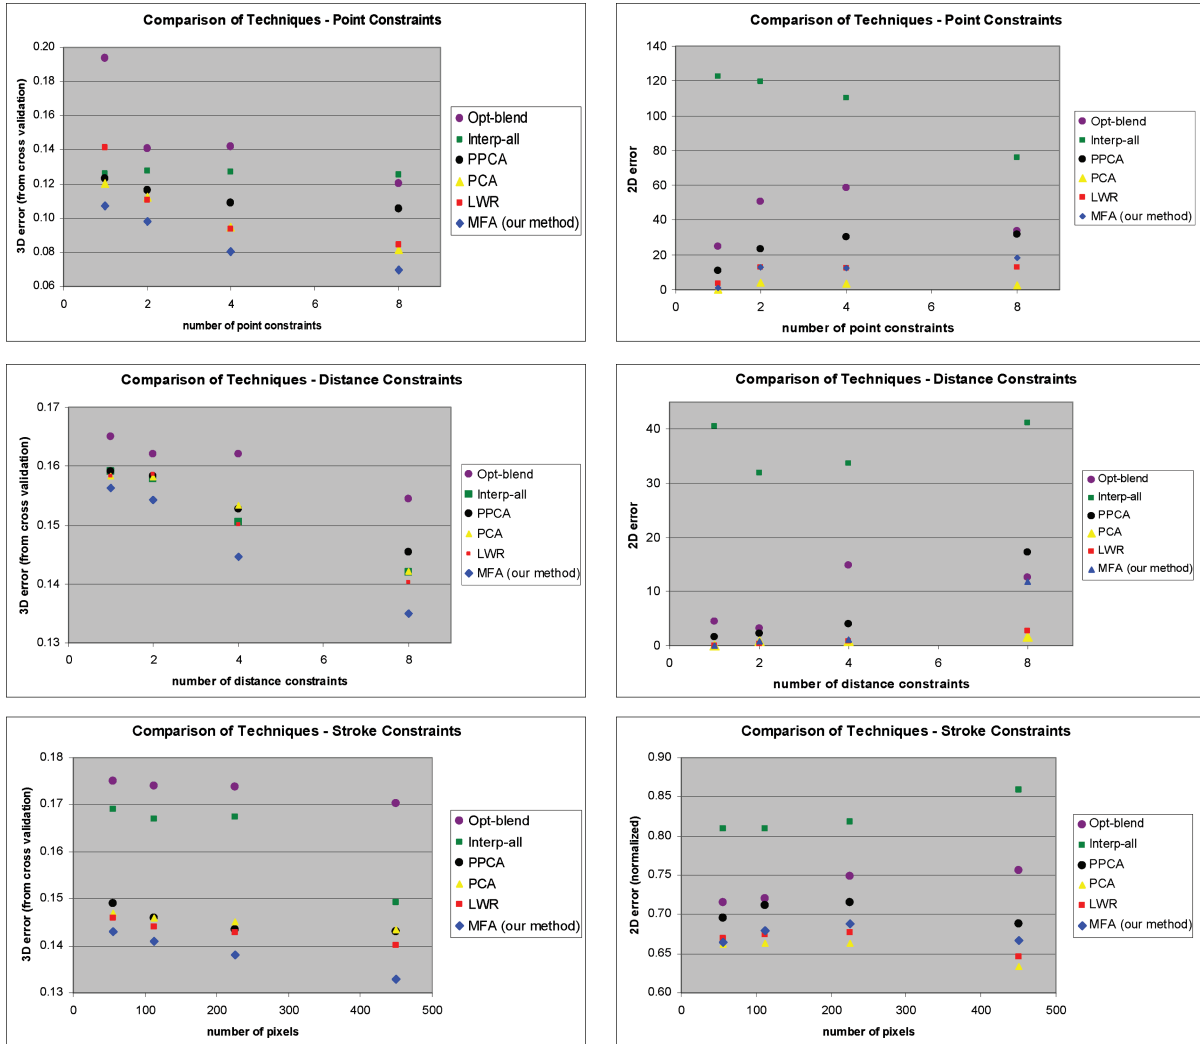 Comparison of Techniques - Point Constraints
3D error (from cross validation)
0.20
0.18
0.16
0.14
0.12
0.10
0.08
0.06
0 2 4 6 8
number of point constraints
Opt-blend
Interp-all
PPCA
PCA
LWR
MFA (our method)
Comparison of Techniques - Point Constraints
2D error
140
120
100
80
60
40
20
0
0 2 4 6 8
number of point constraints
Opt-blend
Interp-all
PPCA
PCA
LWR
MFA (our method)
Comparison of Techniques - Distance Constraints
3D error (from cross validation)
0.17
0.16
0.15
0.14
0.13
0 2 4 6 8
number of distance constraints
Opt-blend
Interp-all
PPCA
PCA
LWR
MFA (our method)
Comparison of Techniques - Distance Constraints
2D error
40
30
20
10
0
0 2 4 6 8
number of distance constraints
Opt-blend
Interp-all
PPCA
PCA
LWR
MFA (our method)
Comparison of Techniques - Stroke Constraints
3D error (from cross validation)
0.18
0.17
0.16
0.15
0.14
0.13
0 100 200 300 400 500
number of pixels
Opt-blend
Interp-all
PPCA
PCA
LWR
MFA (our method)
Comparison of Techniques - Stroke Constraints
2D error (normalized)
0.90
0.85
0.80
0.75
0.70
0.65
0.60
0 100 200 300 400 500
number of pixels
Opt-blend
Interp-all
PPCA
PCA
LWR
MFA (our method)